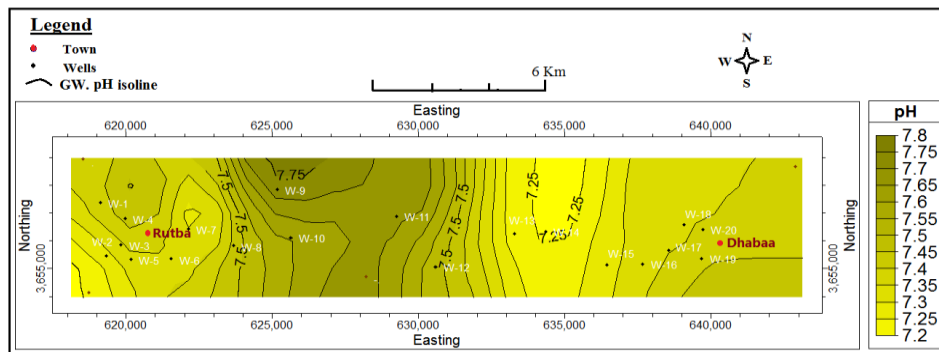 Legend
Town
Wells
GW. pH isoline
6 Km
N
W E
S
Easting
620,000 625,000 630,000 635,000 640,000
pH
7.8
7.75
7.7
7.65
7.6
7.55
7.5
7.45
7.4
7.35
7.3
7.25
7.2
Northing
3,655,000
7.75
7.5
7.5
7.5
7.5
7.5
7.5
7.25
7.25
7.25
W-1
W-2
W-3
W-4
W-5
W-6
W-7
W-8
W-9
W-10
W-11
W-12
W-13
W-15
W-16
W-17
W-18
W-19
W-20
Rutba
Dhabaa
Northing
3,655,000
620,000 625,000 630,000 635,000 640,000
Easting